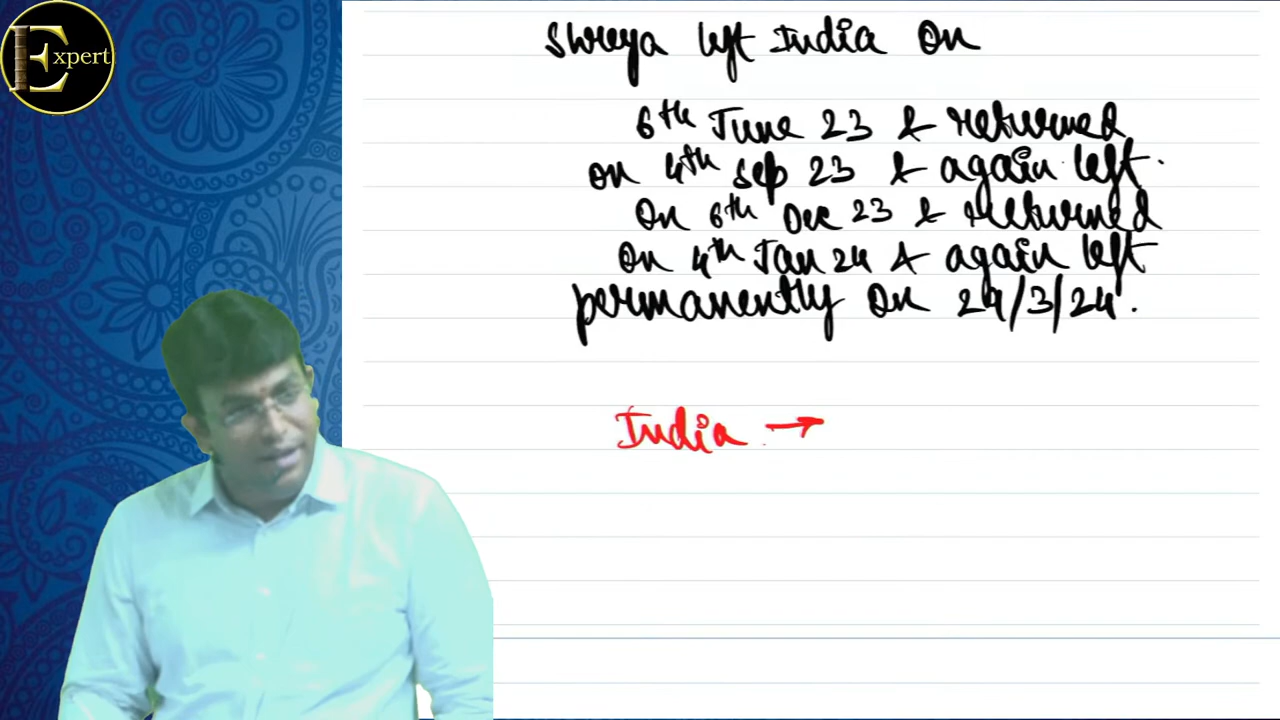 Expert
Shreya left India on
6th June 23 & returned
on 4th Sep 23 & again left.
on 6th Dec 23 & returned
on 4th Jan 24 & again left
permanently on 24/3/24.
India →